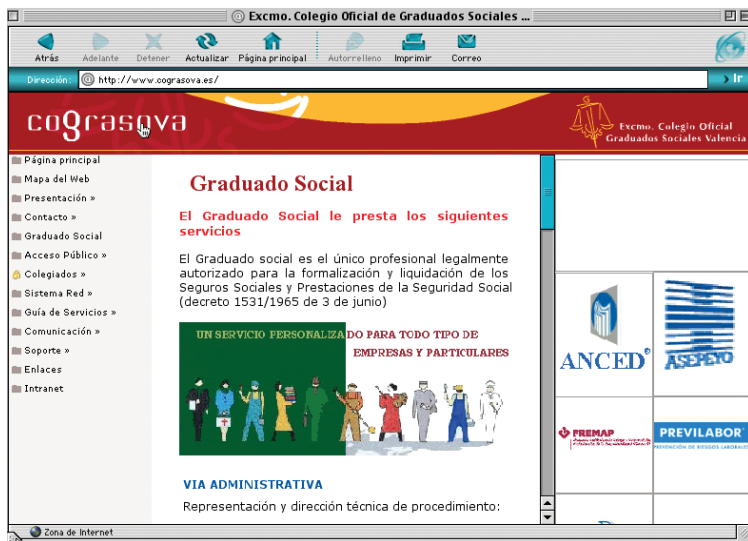 Excmo. Colegio Oficial de Graduados Sociales ...
Atrás Adelante Detener Actualizar Página principal Autorrelleno Imprimir Correo
Dirección: http://www.cograsova.es/ Ir
cograsova
Excmo. Colegio Oficial
Graduados Sociales Valencia
Página principal
Mapa del Web
Presentación »
Contacto »
Graduado Social
Acceso Público »
Colegiados »
Sistema Red »
Guía de Servicios »
Comunicación »
Soporte »
Enlaces
Intranet
Graduado Social
El Graduado Social le presta los siguientes
servicios
El Graduado social es el único profesional legalmente
autorizado para la formalización y liquidación de los
Seguros Sociales y Prestaciones de la Seguridad Social
(decreto 1531/1965 de 3 de junio)
UN SERVICIO PERSONALIZADO PARA TODO TIPO DE
EMPRESAS Y PARTICULARES
VIA ADMINISTRATIVA
Representación y dirección técnica de procedimiento:
ANCED®
ASEPEYO
PREMAP
PREVILABOR
PREVENCIÓN DE RIESGOS LABORALES
Zona de Internet